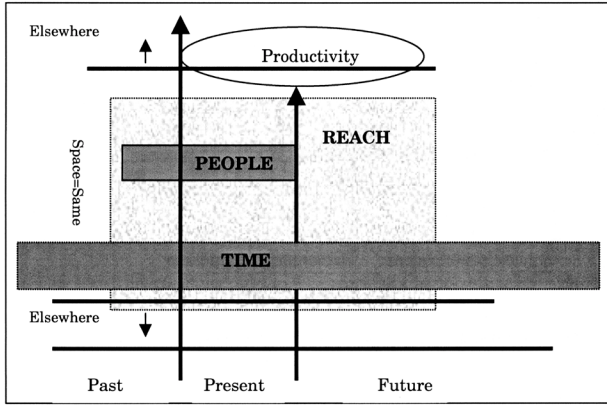 Elsewhere
Productivity
REACH
PEOPLE
Space=Same
TIME
Elsewhere
Past Present Future